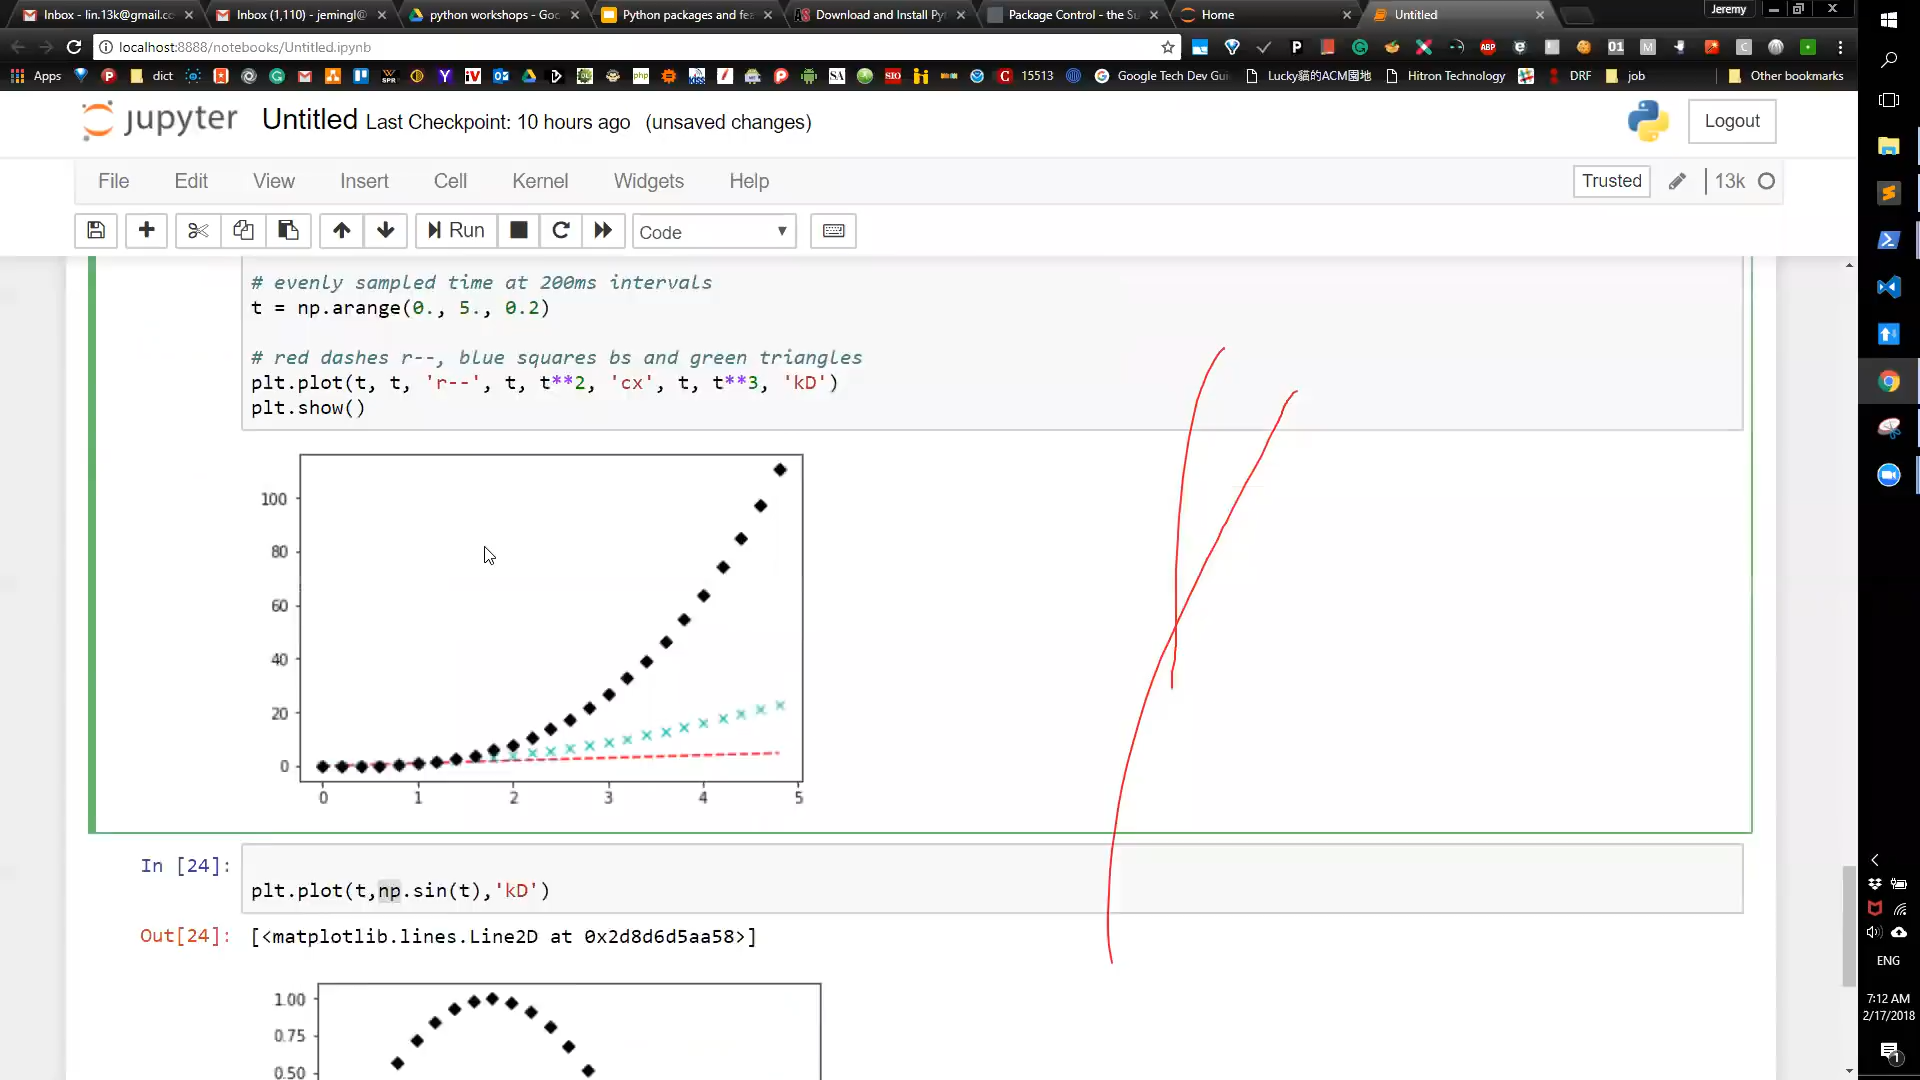 Inbox - lin.13k@gmail.co
Inbox (1,110) - jemingl@
python workshops - Goo
Python packages and fea
Download and Install Py
Package Control - the Su
Home
Untitled
Jeremy
localhost:8888/notebooks/Untitled.ipynb
Apps
dict
15513
Google Tech Dev Gui
Lucky貓的ACM園地
Hitron Technology
DRF
job
Other bookmarks
jupyter Untitled Last Checkpoint: 10 hours ago (unsaved changes)
Logout
File Edit View Insert Cell Kernel Widgets Help
Trusted
13k
Run
Code
# evenly sampled time at 200ms intervals
t = np.arange(0., 5., 0.2)
# red dashes r--, blue squares bs and green triangles
plt.plot(t, t, 'r--', t, t**2, 'cx', t, t**3, 'kD')
plt.show()
100
80
60
40
20
0
0 1 2 3 4 5
In [24]:
plt.plot(t,np.sin(t),'kD')
Out[24]:
[<matplotlib.lines.Line2D at 0x2d8d6d5aa58>]
1.00
0.75
0.50
ENG
7:12 AM
2/17/2018
1